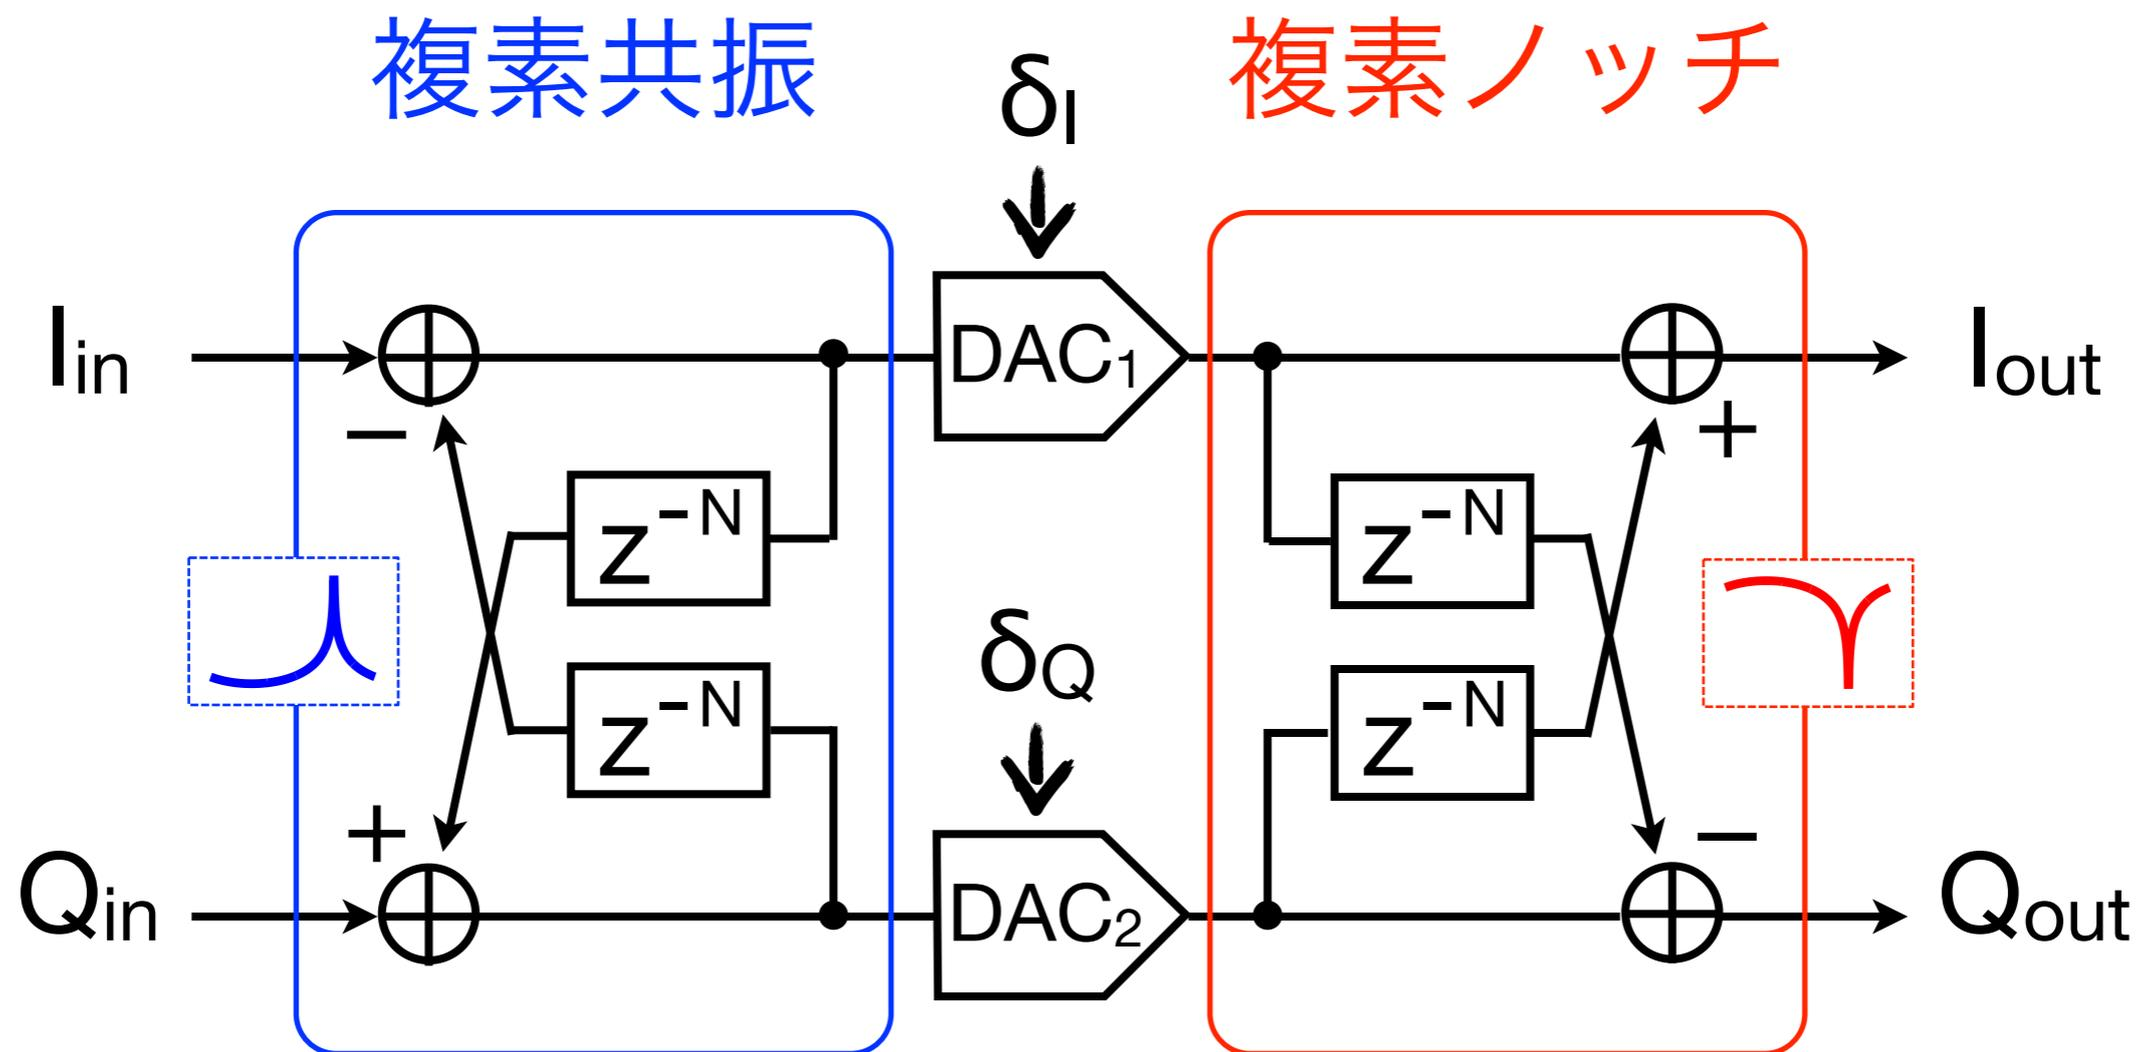 複素共振
複素ノッチ
δI
Iin
DAC1
Iout
−
+
z-N
z-N
δQ
z-N
z-N
+
−
Qin
DAC2
Qout